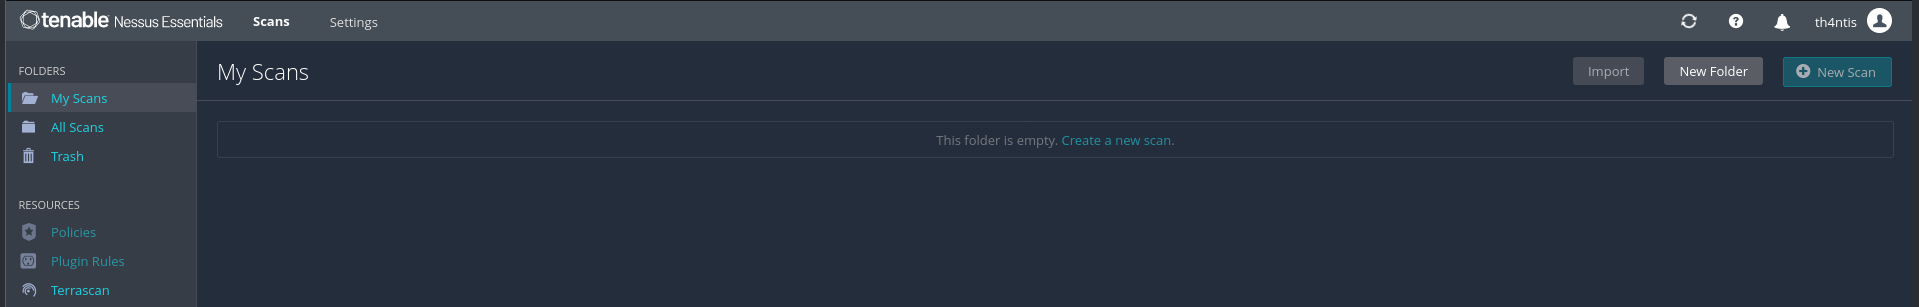 tenable Nessus Essentials Scans Settings th4ntis
FOLDERS
My Scans
All Scans
Trash
RESOURCES
Policies
Plugin Rules
Terrascan
My Scans Import New Folder New Scan
This folder is empty. Create a new scan.